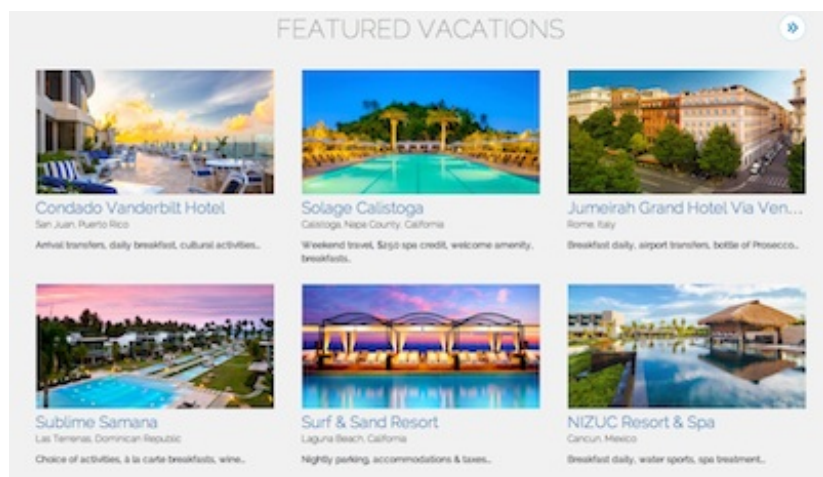 FEATURED VACATIONS
Condado Vanderbilt Hotel
San Juan, Puerto Rico
Arrival transfers, daily breakfast, cultural activities...
Solage Calistoga
Calistoga, Napa County, California
Weekend travel, $250 spa credit, welcome amenity,
breakfasts...
Jumeirah Grand Hotel Via Ven...
Rome, Italy
Breakfast daily, airport transfers, bottle of Prosecco...
Sublime Samana
Las Terrenas, Dominican Republic
Choice of activities, à la carte breakfasts, wine...
Surf & Sand Resort
Laguna Beach, California
Nightly parking, accommodations & taxes...
NIZUC Resort & Spa
Cancun, Mexico
Breakfast daily, water sports, spa treatment...